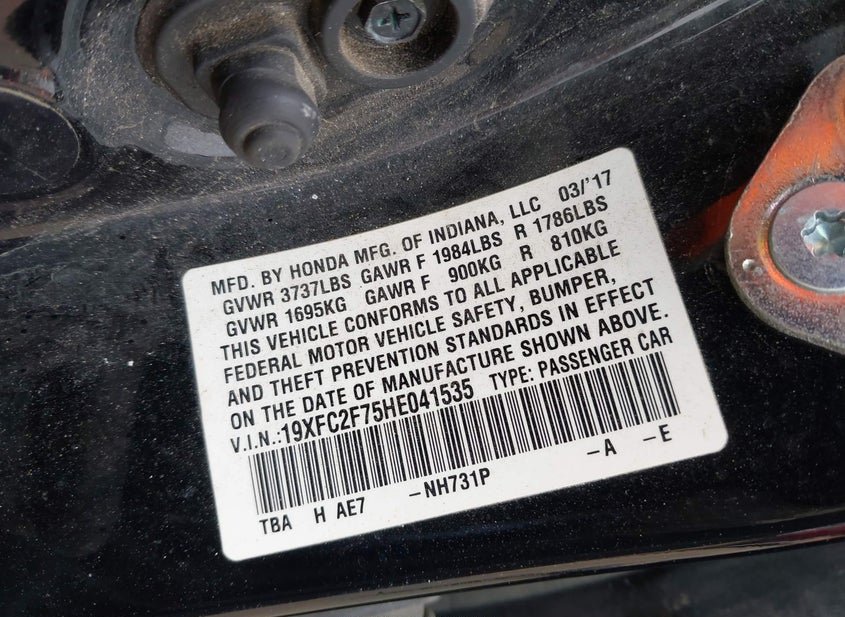 MFD. BY HONDA MFG. OF INDIANA, LLC 03/'17
GVWR 3737LBS GAWR F 1984LBS R 1786LBS
GVWR 1695KG GAWR F 900KG R 810KG
THIS VEHICLE CONFORMS TO ALL APPLICABLE
FEDERAL MOTOR VEHICLE SAFETY, BUMPER,
AND THEFT PREVENTION STANDARDS IN EFFECT
ON THE DATE OF MANUFACTURE SHOWN ABOVE.
V.I.N.:19XFC2F75HE041535 TYPE: PASSENGER CAR
TBA H AE7 -NH731P -A -E